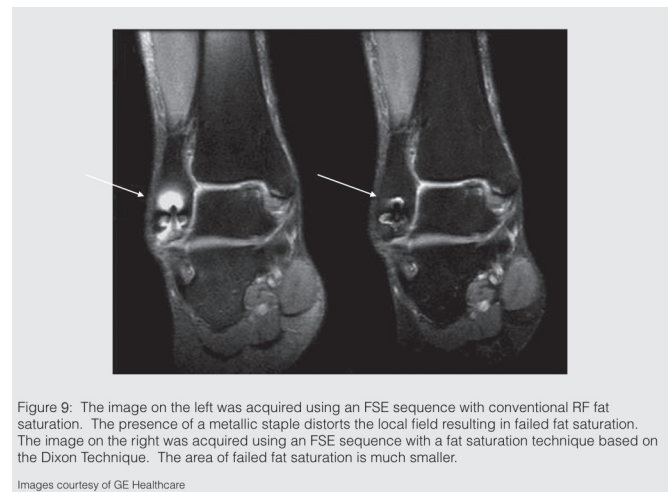 Figure 9:  The image on the left was acquired using an FSE sequence with conventional RF fat
saturation.  The presence of a metallic staple distorts the local field resulting in failed fat saturation.
The image on the right was acquired using an FSE sequence with a fat saturation technique based on
the Dixon Technique.  The area of failed fat saturation is much smaller.
Images courtesy of GE Healthcare